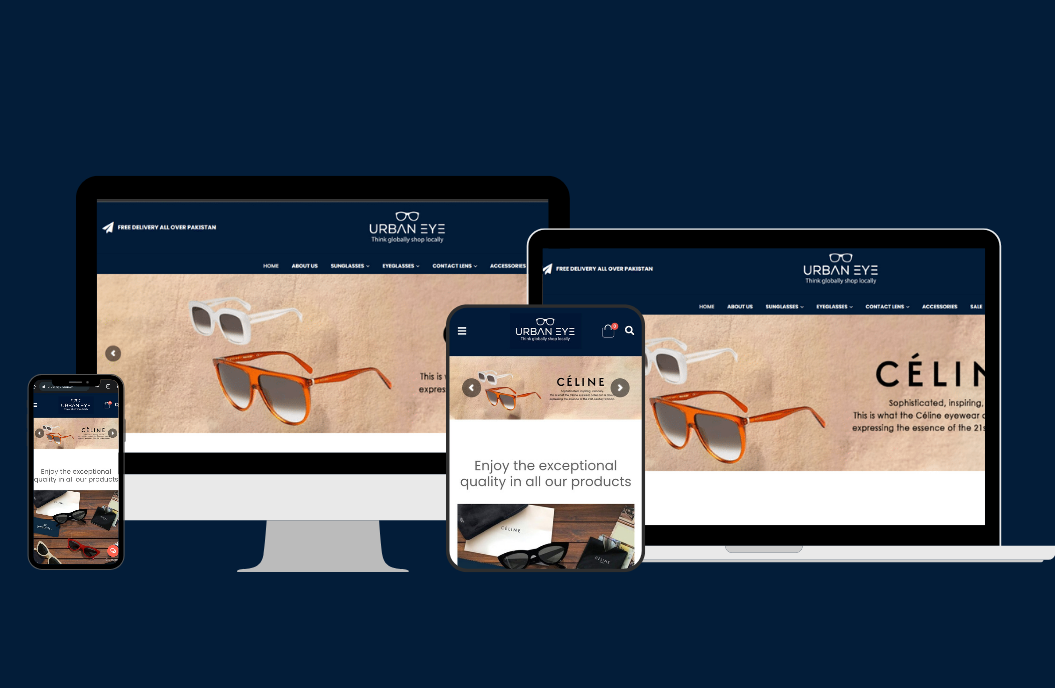 FREE DELIVERY ALL OVER PAKISTAN
URBAN EYE
Think globally shop locally
HOME ABOUT US SUNGLASSES EYEGLASSES CONTACT LENS ACCESSORIES
This is
expres
FREE DELIVERY ALL OVER PAKISTAN
URBAN EYE
Think globally shop locally
HOME ABOUT US SUNGLASSES EYEGLASSES CONTACT LENS ACCESSORIES SALE
CÉLIN
Sophisticated, inspiring,
This is what the Céline eyewear
expressing the essence of the 21s
URBAN EYE
Think globally shop locally
0
CÉLINE
Enjoy the exceptional
quality in all our products
CELINE
URBAN EYE
CÉLINE
Enjoy the exceptional
quality in all our products